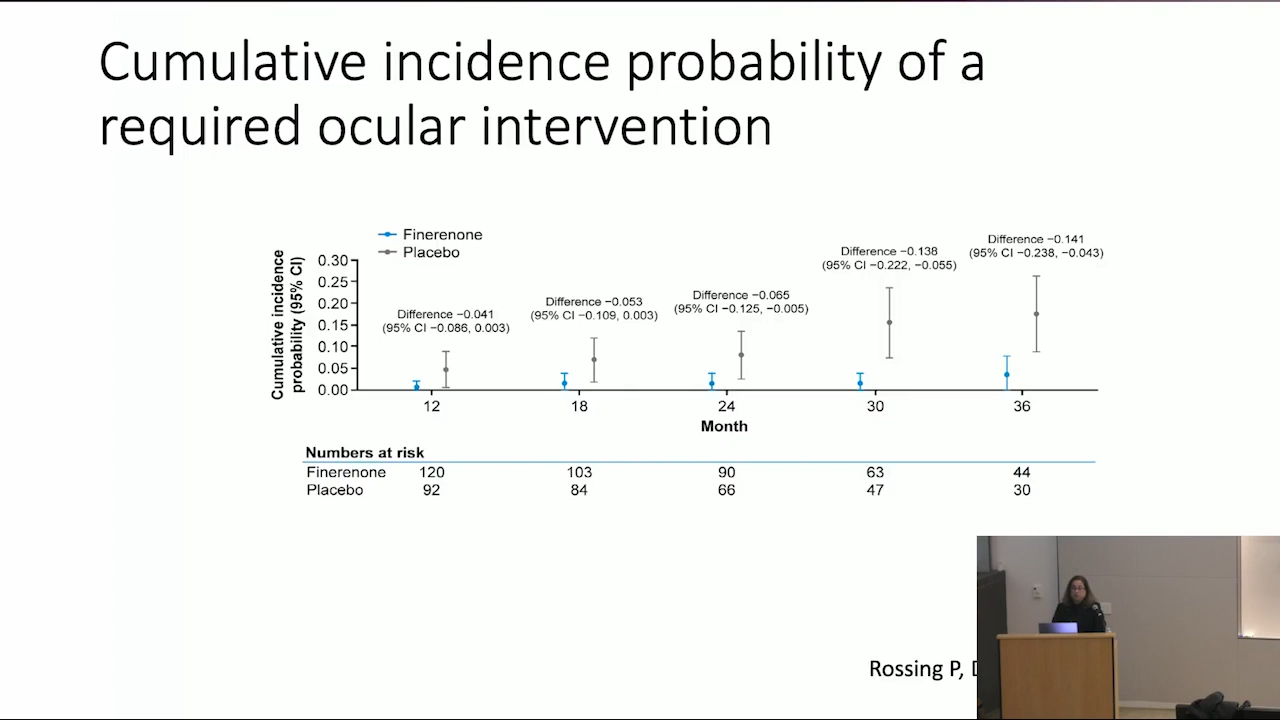 Cumulative incidence probability of a
required ocular intervention
Finerenone
Placebo
Cumulative incidence
probability (95% CI)
0.30
0.25
0.20
0.15
0.10
0.05
0.00
Difference −0.041
(95% CI −0.086, 0.003)
Difference −0.053
(95% CI −0.109, 0.003)
Difference −0.065
(95% CI −0.125, −0.005)
Difference −0.138
(95% CI −0.222, −0.055)
Difference −0.141
(95% CI −0.238, −0.043)
12 18 24 30 36
Month
Numbers at risk
Finerenone 120 103 90 63 44
Placebo 92 84 66 47 30
Rossing P,